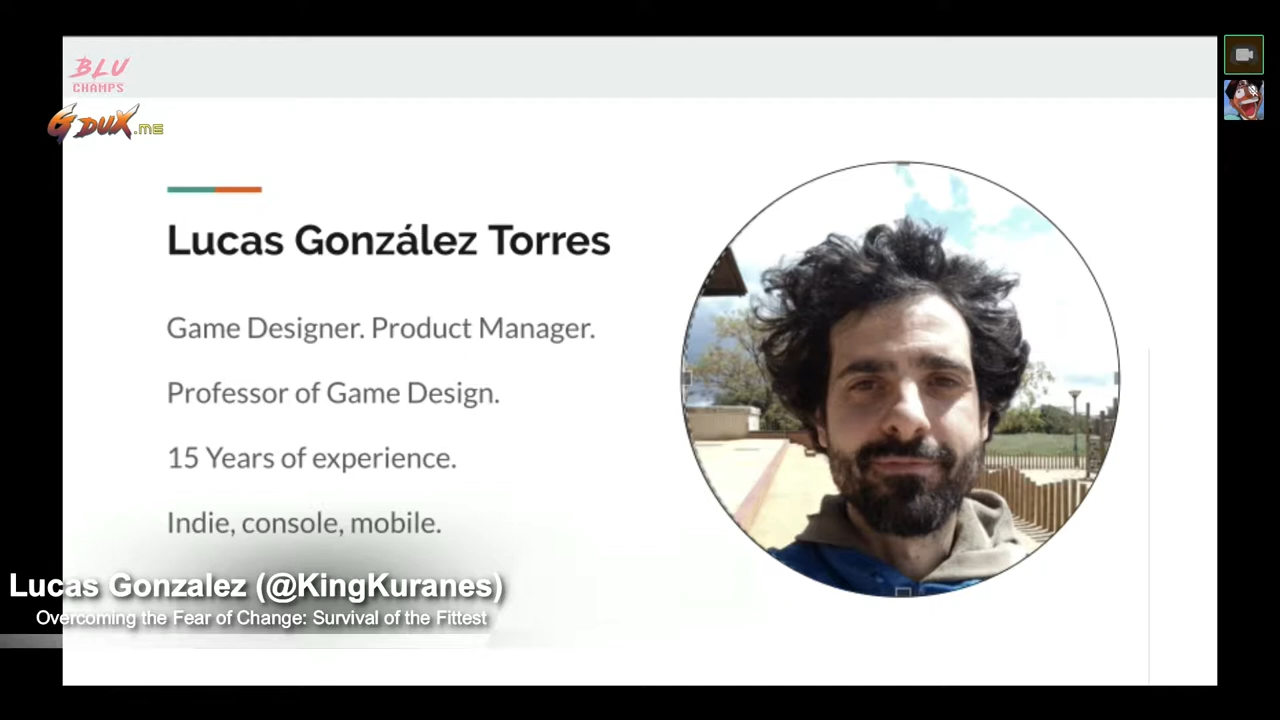 BLU
CHAMPS
G DUX.ME
Lucas González Torres
Game Designer. Product Manager.
Professor of Game Design.
15 Years of experience.
Indie, console, mobile.
Lucas Gonzalez (@KingKuranes)
Overcoming the Fear of Change: Survival of the Fittest